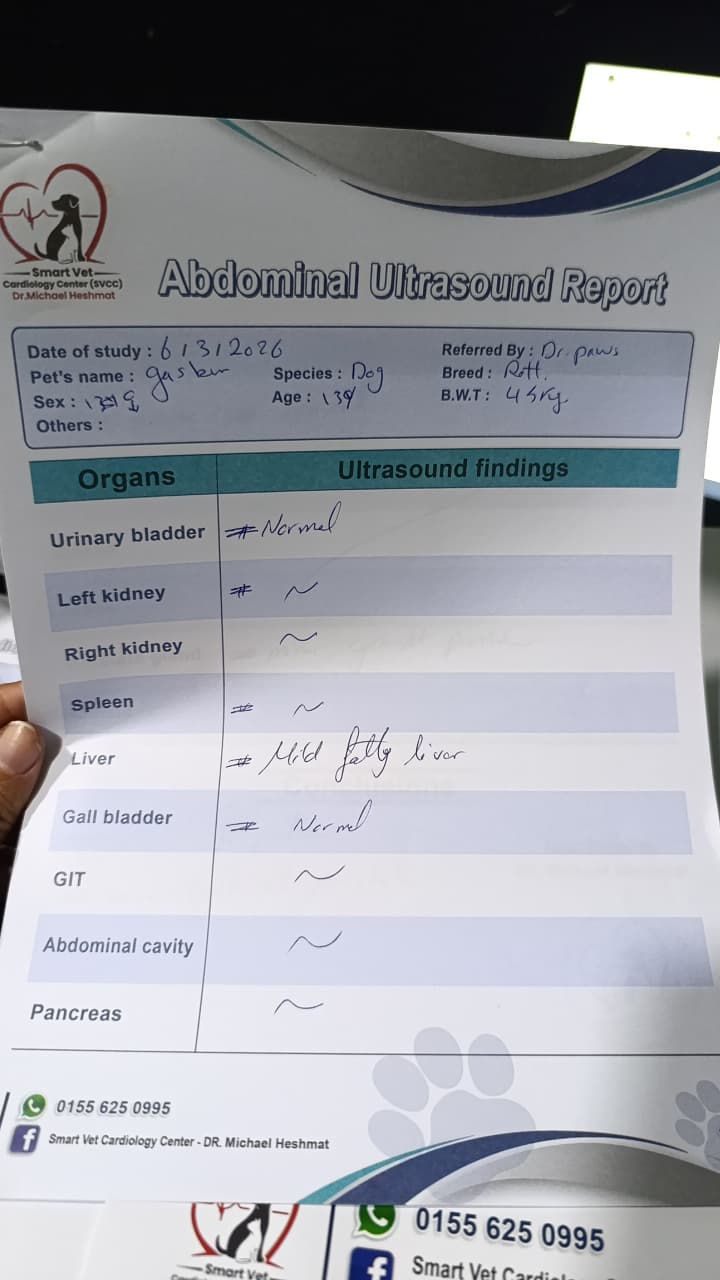 Smart Vet
Cardiology Center (SVCC)
Dr.Michael Heshmat
Abdominal Ultrasound Report
Date of study : 6 / 3 / 2026
Referred By : Dr. paws
Pet's name :
Species : Dog
Breed : Rott.
Sex : ♀
Age :
B.W.T : 45kg
Others :
Organs
Ultrasound findings
Urinary bladder # Normal
Left kidney # ~
Right kidney ~
Spleen # ~
Liver # Mild fatty liver
Gall bladder # Normal
GIT ~
Abdominal cavity ~
Pancreas ~
0155 625 0995
Smart Vet Cardiology Center - DR. Michael Heshmat
0155 625 0995
Smart Vet
Smart Vet